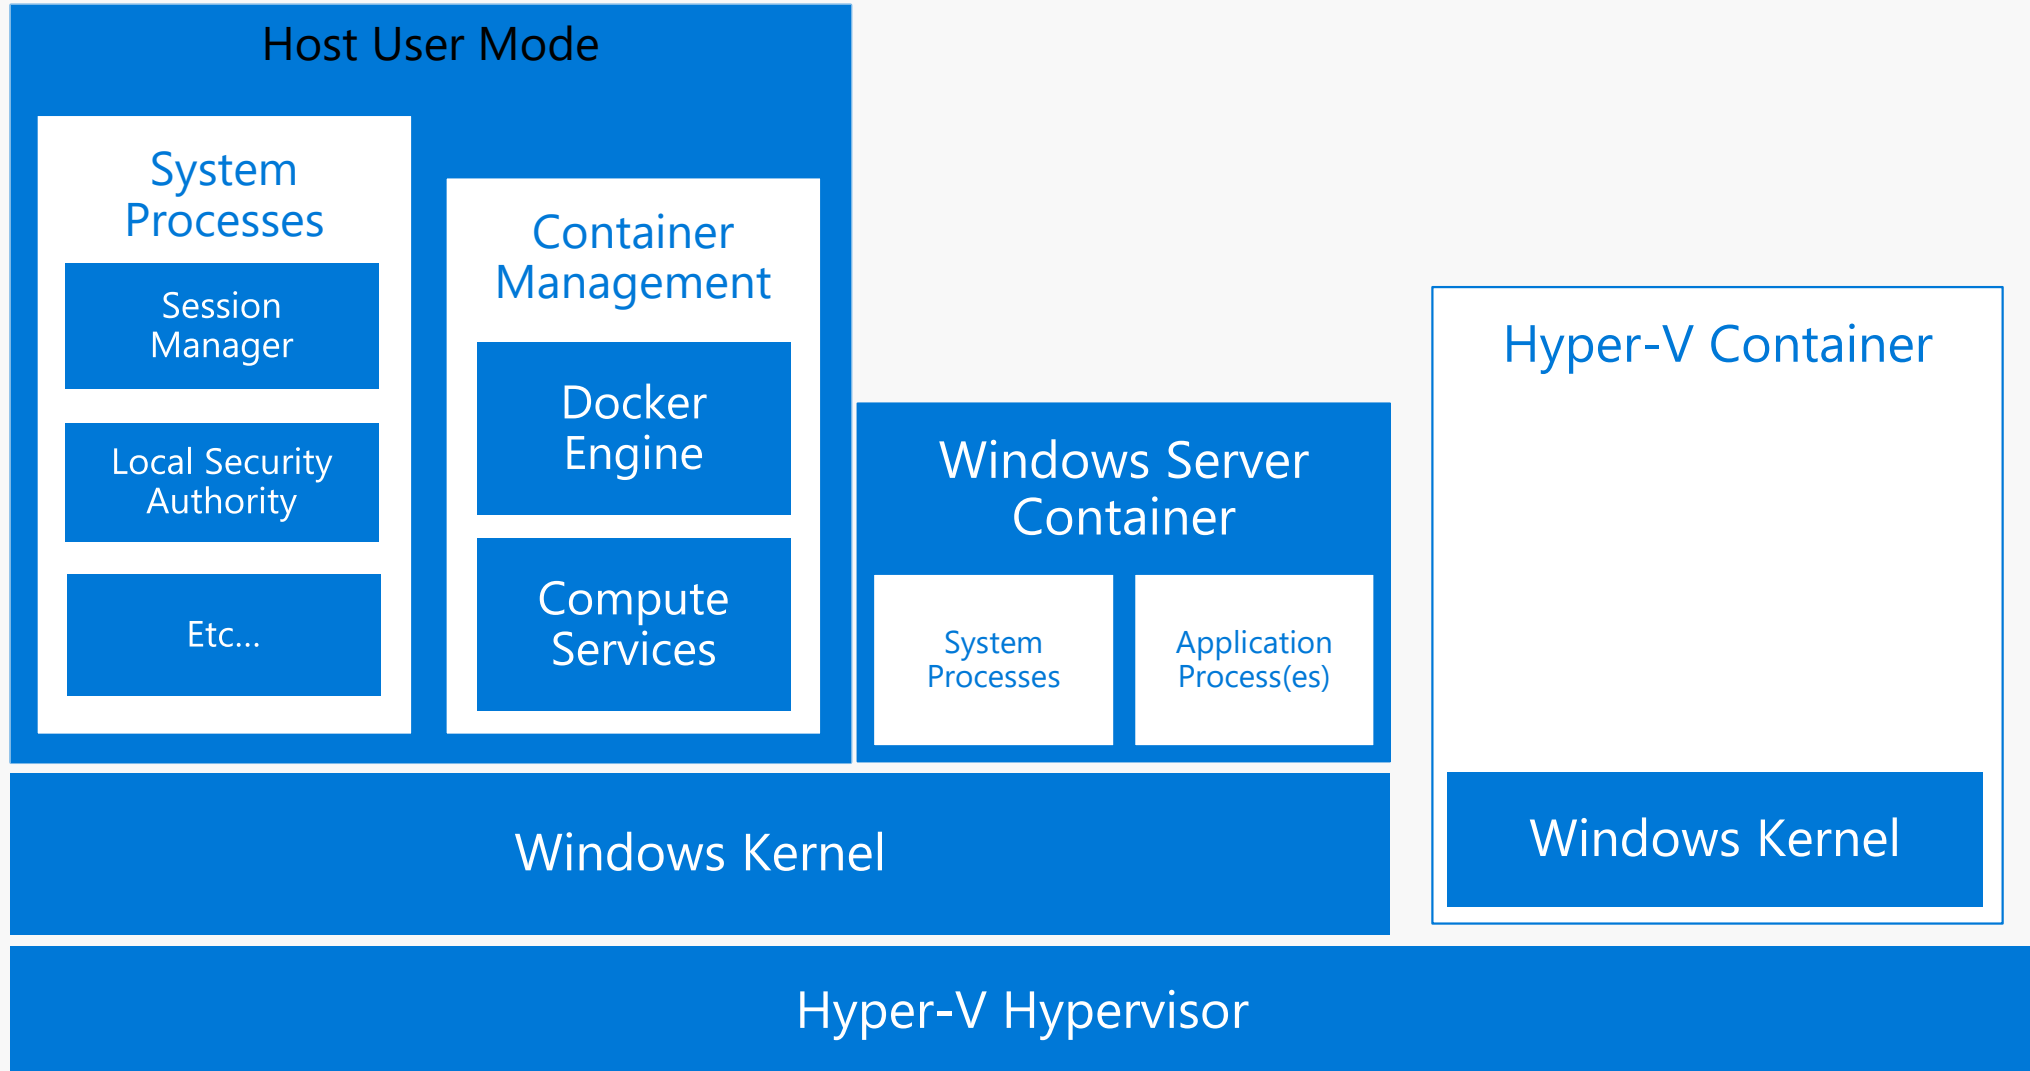 Host User Mode
System
Processes
Session
Manager
Local Security
Authority
Etc...
Container
Management
Docker
Engine
Compute
Services
Windows Server
Container
System
Processes
Application
Process(es)
Hyper-V Container
Windows Kernel
Windows Kernel
Hyper-V Hypervisor